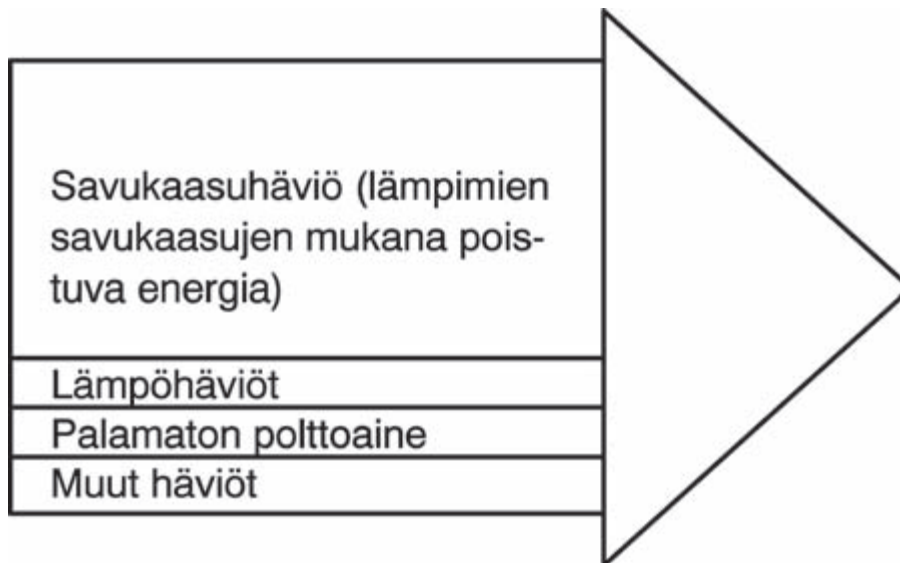 Savukaasuhäviö (lämpimien
savukaasujen mukana pois-
tuva energia)
Lämpöhäviöt
Palamaton polttoaine
Muut häviöt